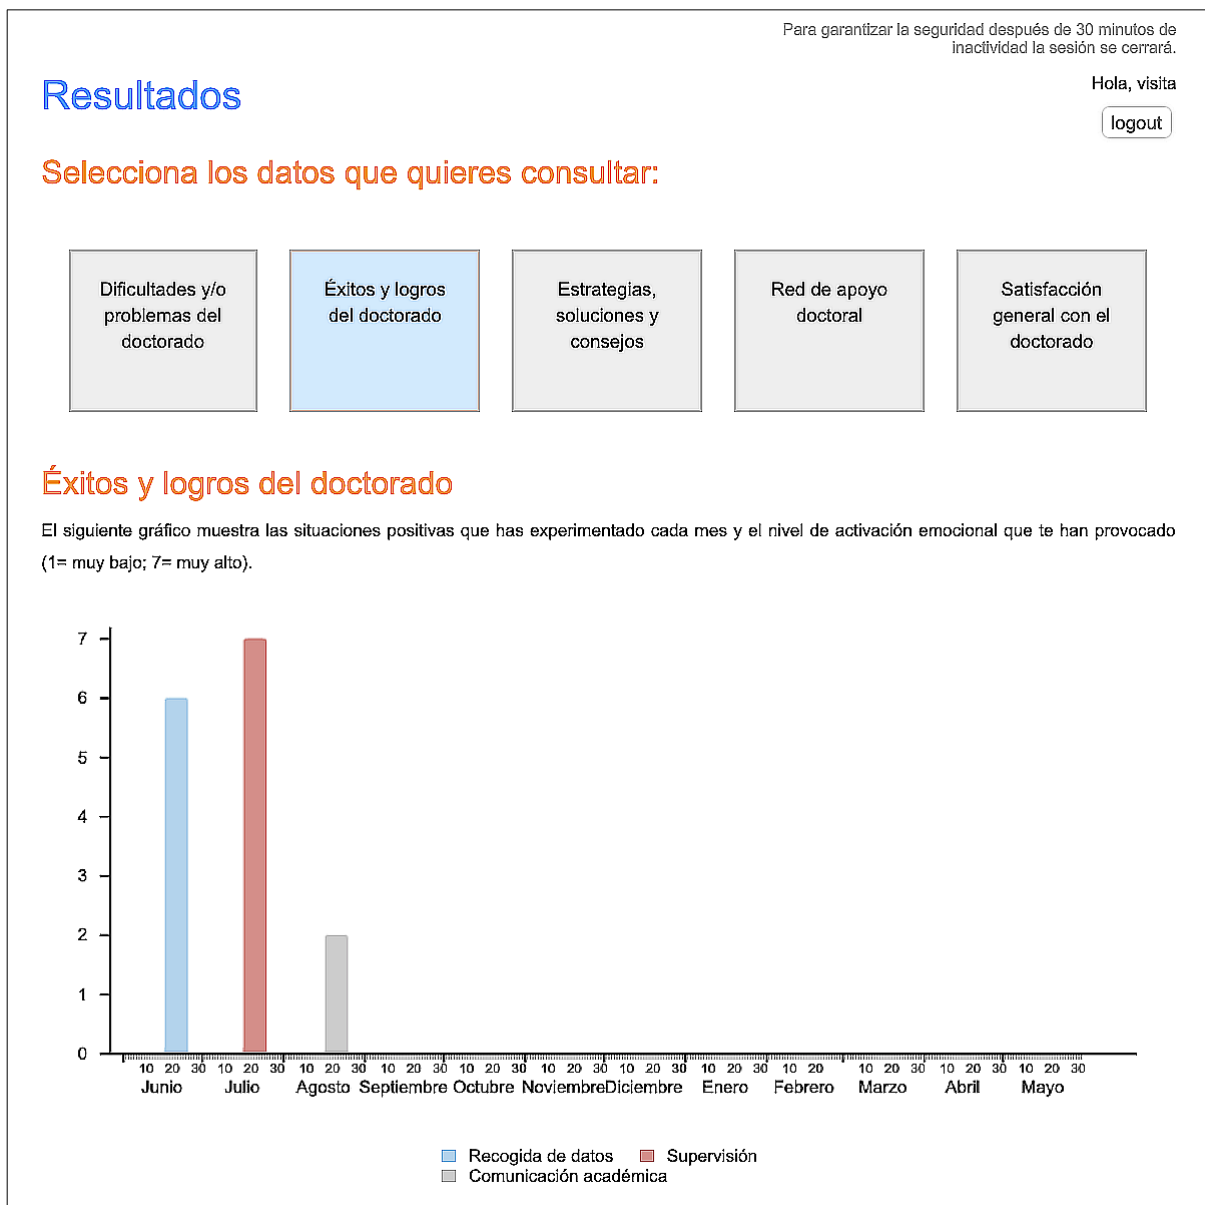 Para garantizar la seguridad después de 30 minutos de
inactividad la sesión se cerrará.
Resultados
Hola, visita
logout
Selecciona los datos que quieres consultar:
Dificultades y/o
problemas del
doctorado
Éxitos y logros
del doctorado
Estrategias,
soluciones y
consejos
Red de apoyo
doctoral
Satisfacción
general con el
doctorado
Éxitos y logros del doctorado
El siguiente gráfico muestra las situaciones positivas que has experimentado cada mes y el nivel de activación emocional que te han provocado
(1= muy bajo; 7= muy alto).
7
6
5
4
3
2
1
0
10 20 30 10 20 30 10 20 30 10 20 30 10 20 30 10 20 30 10 20 30 10 20 30 10 20 10 20 30 10 20 30 10 20 30
Junio Julio Agosto Septiembre Octubre Noviembre Diciembre Enero Febrero Marzo Abril Mayo
Recogida de datos Supervisión
Comunicación académica